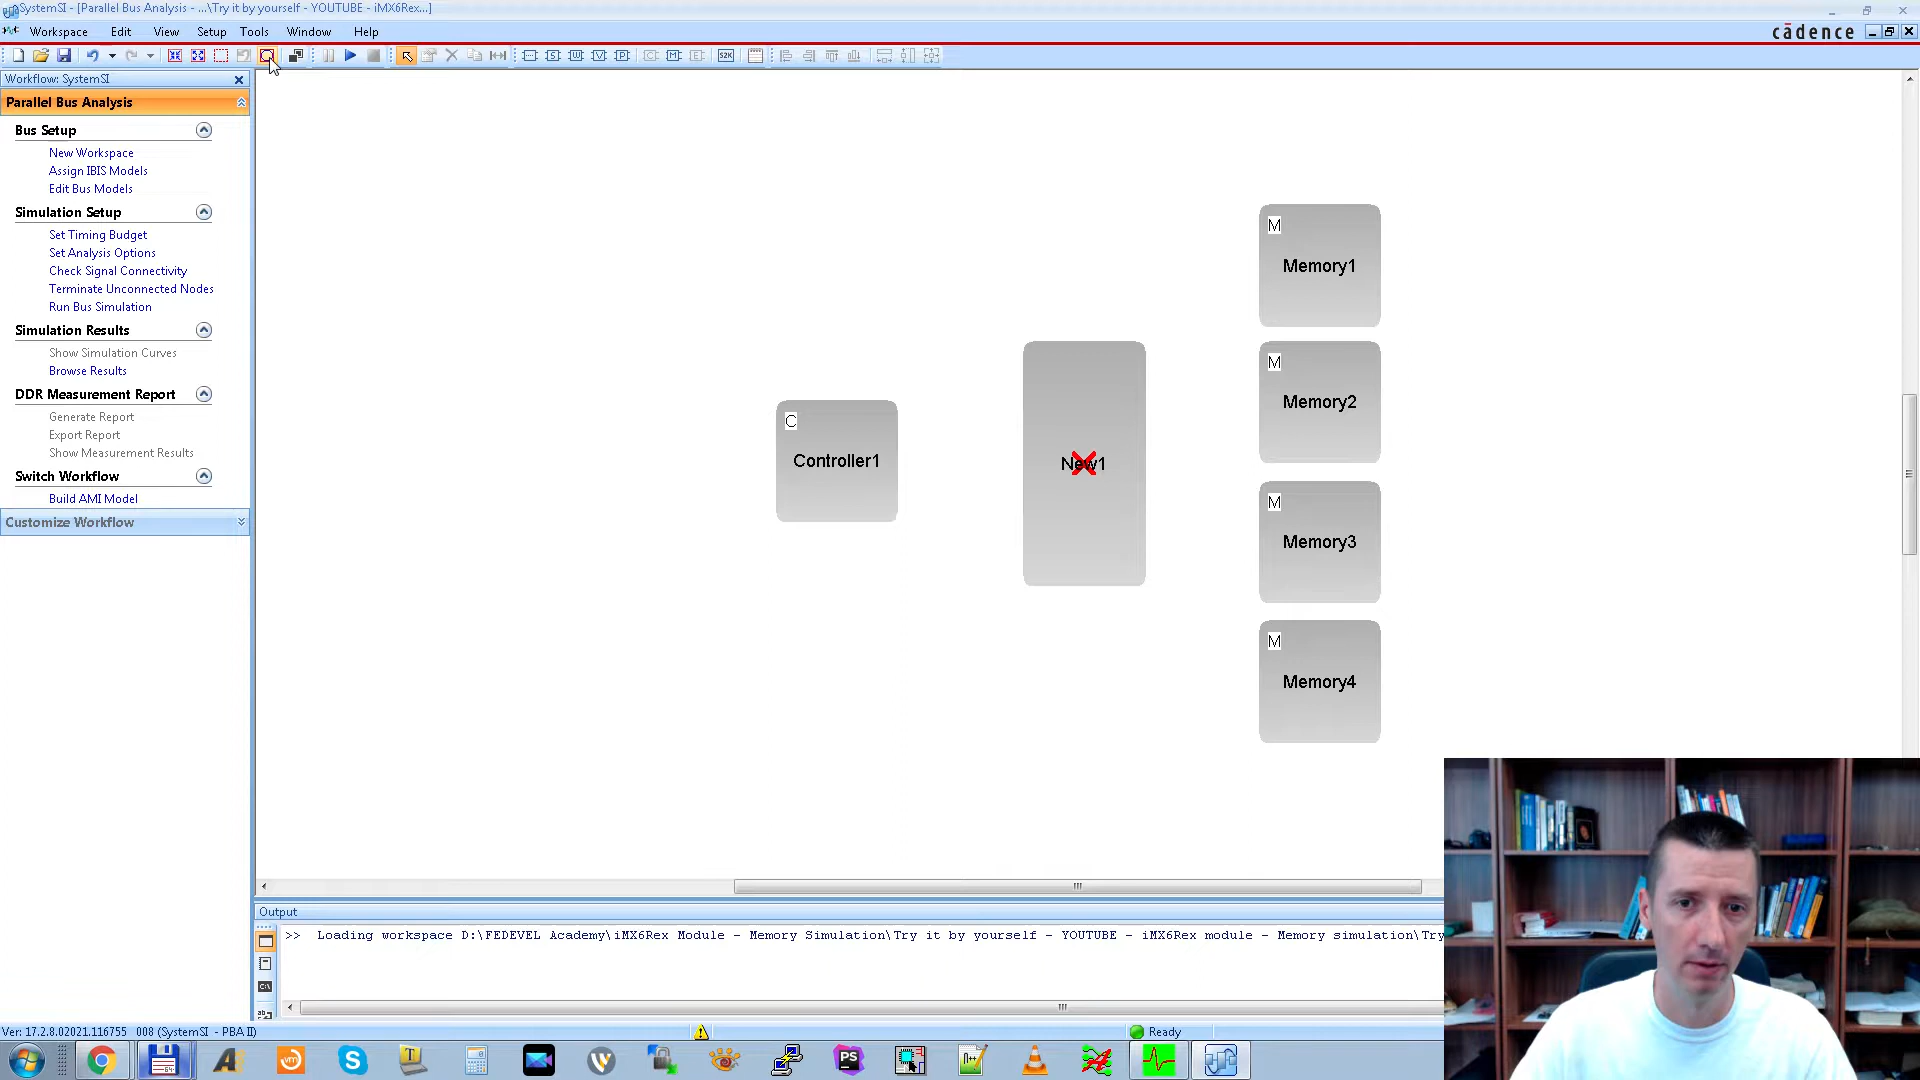 SystemSI - [Parallel Bus Analysis - ...\Try it by yourself - YOUTUBE - iMX6Rex...]
Workspace Edit View Setup Tools Window Help
cādence
Workflow: SystemSI
Parallel Bus Analysis
Bus Setup
New Workspace
Assign IBIS Models
Edit Bus Models
Simulation Setup
Set Timing Budget
Set Analysis Options
Check Signal Connectivity
Terminate Unconnected Nodes
Run Bus Simulation
Simulation Results
Show Simulation Curves
Browse Results
DDR Measurement Report
Generate Report
Export Report
Show Measurement Results
Switch Workflow
Build AMI Model
Customize Workflow
C
Controller1
New1
M
Memory1
M
Memory2
M
Memory3
M
Memory4
Output
>> Loading workspace D:\FEDEVEL Academy\iMX6Rex Module - Memory Simulation\Try it by yourself - YOUTUBE - iMX6Rex module - Memory simulation\Try
Ver: 17.2.8.02021.116755 008 (SystemSI - PBA II)
Ready